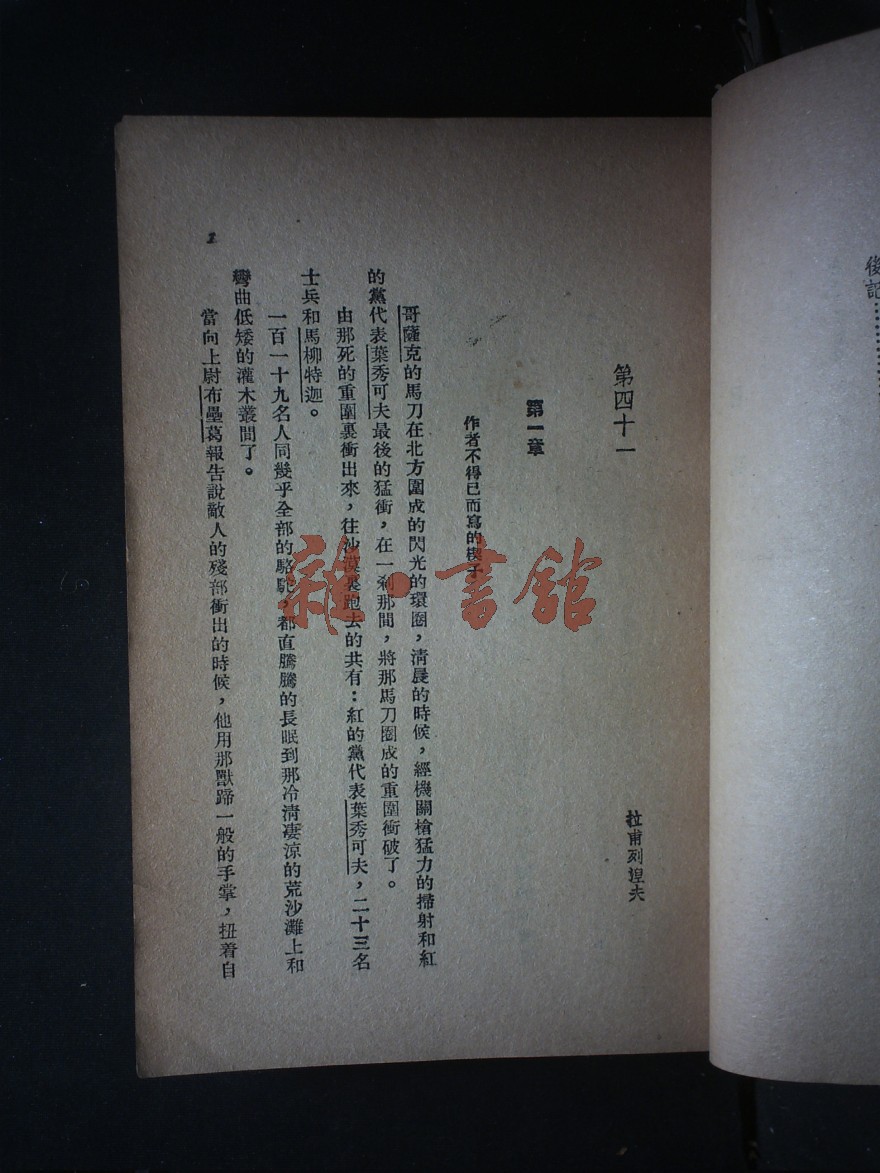 後記
第四十一
拉甫列揑夫
第一章
作者不得已而寫的楔子
哥薩克的馬刀在北方圍成的閃光的環圈，清晨的時候，經機關槍猛力的掃射和紅
的黨代表葉秀可夫最後的猛衝，在一剎那間，將那馬刀圈成的重圍衝破了。
由那死的重圍裏衝出來，往沙漠裏跑去的共有：紅的黨代表葉秀可夫，二十三名
士兵和馬柳特迦。
一百一十九名人同幾乎全部的駱駝，都直騰騰的長眠到那冷清凄涼的荒沙灘上和
彎曲低矮的灌木叢間了。
當向上尉布壘葛報告說敵人的殘部衝出的時候，他用那獸蹄一般的手掌，扭着自
1
雜·書館